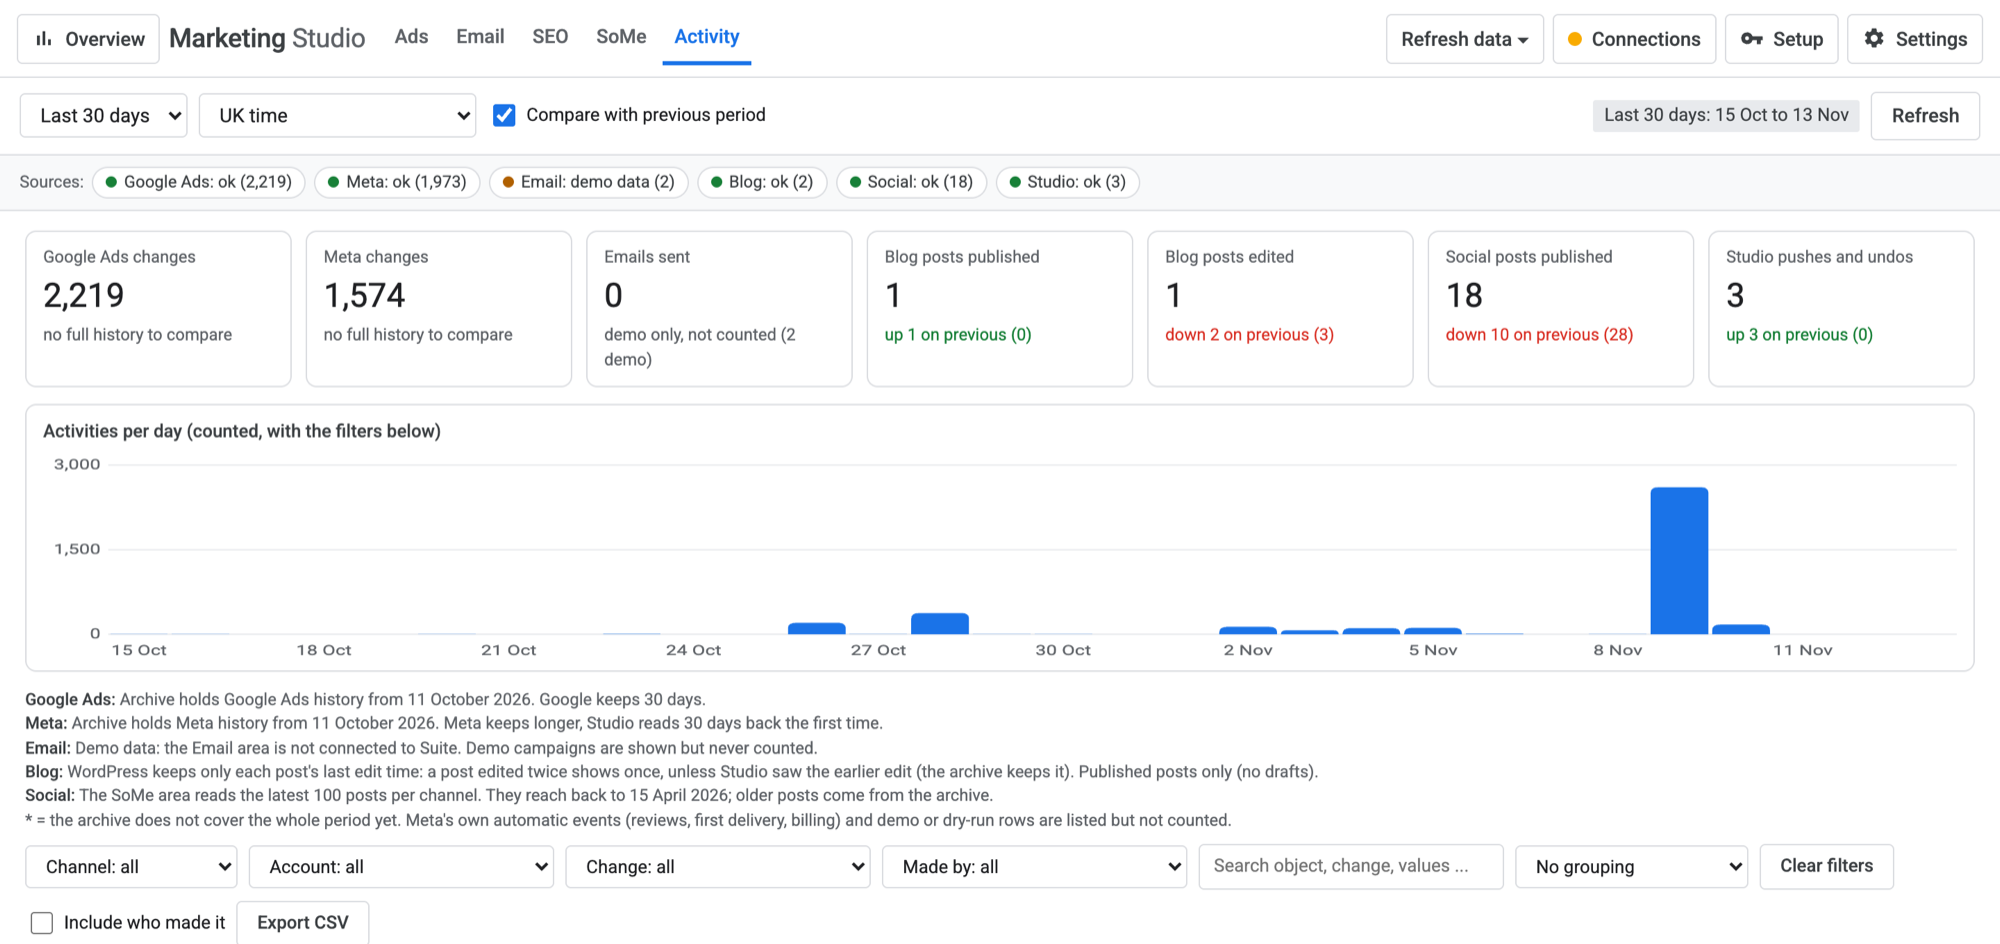 Overview
Marketing Studio
Ads
Email
SEO
SoMe
Activity
Refresh data
Connections
Setup
Settings
Last 30 days
UK time
Compare with previous period
Last 30 days: 15 Oct to 13 Nov
Refresh
Sources:
Google Ads: ok (2,219)
Meta: ok (1,973)
Email: demo data (2)
Blog: ok (2)
Social: ok (18)
Studio: ok (3)
Google Ads changes
2,219
no full history to compare
Meta changes
1,574
no full history to compare
Emails sent
0
demo only, not counted (2
demo)
Blog posts published
1
up 1 on previous (0)
Blog posts edited
1
down 2 on previous (3)
Social posts published
18
down 10 on previous (28)
Studio pushes and undos
3
up 3 on previous (0)
Activities per day (counted, with the filters below)
3,000
1,500
0
15 Oct
18 Oct
21 Oct
24 Oct
27 Oct
30 Oct
2 Nov
5 Nov
8 Nov
11 Nov
Google Ads: Archive holds Google Ads history from 11 October 2026. Google keeps 30 days.
Meta: Archive holds Meta history from 11 October 2026. Meta keeps longer, Studio reads 30 days back the first time.
Email: Demo data: the Email area is not connected to Suite. Demo campaigns are shown but never counted.
Blog: WordPress keeps only each post's last edit time: a post edited twice shows once, unless Studio saw the earlier edit (the archive keeps it). Published posts only (no drafts).
Social: The SoMe area reads the latest 100 posts per channel. They reach back to 15 April 2026; older posts come from the archive.
* = the archive does not cover the whole period yet. Meta's own automatic events (reviews, first delivery, billing) and demo or dry-run rows are listed but not counted.
Channel: all
Account: all
Change: all
Made by: all
Search object, change, values ...
No grouping
Clear filters
Include who made it
Export CSV